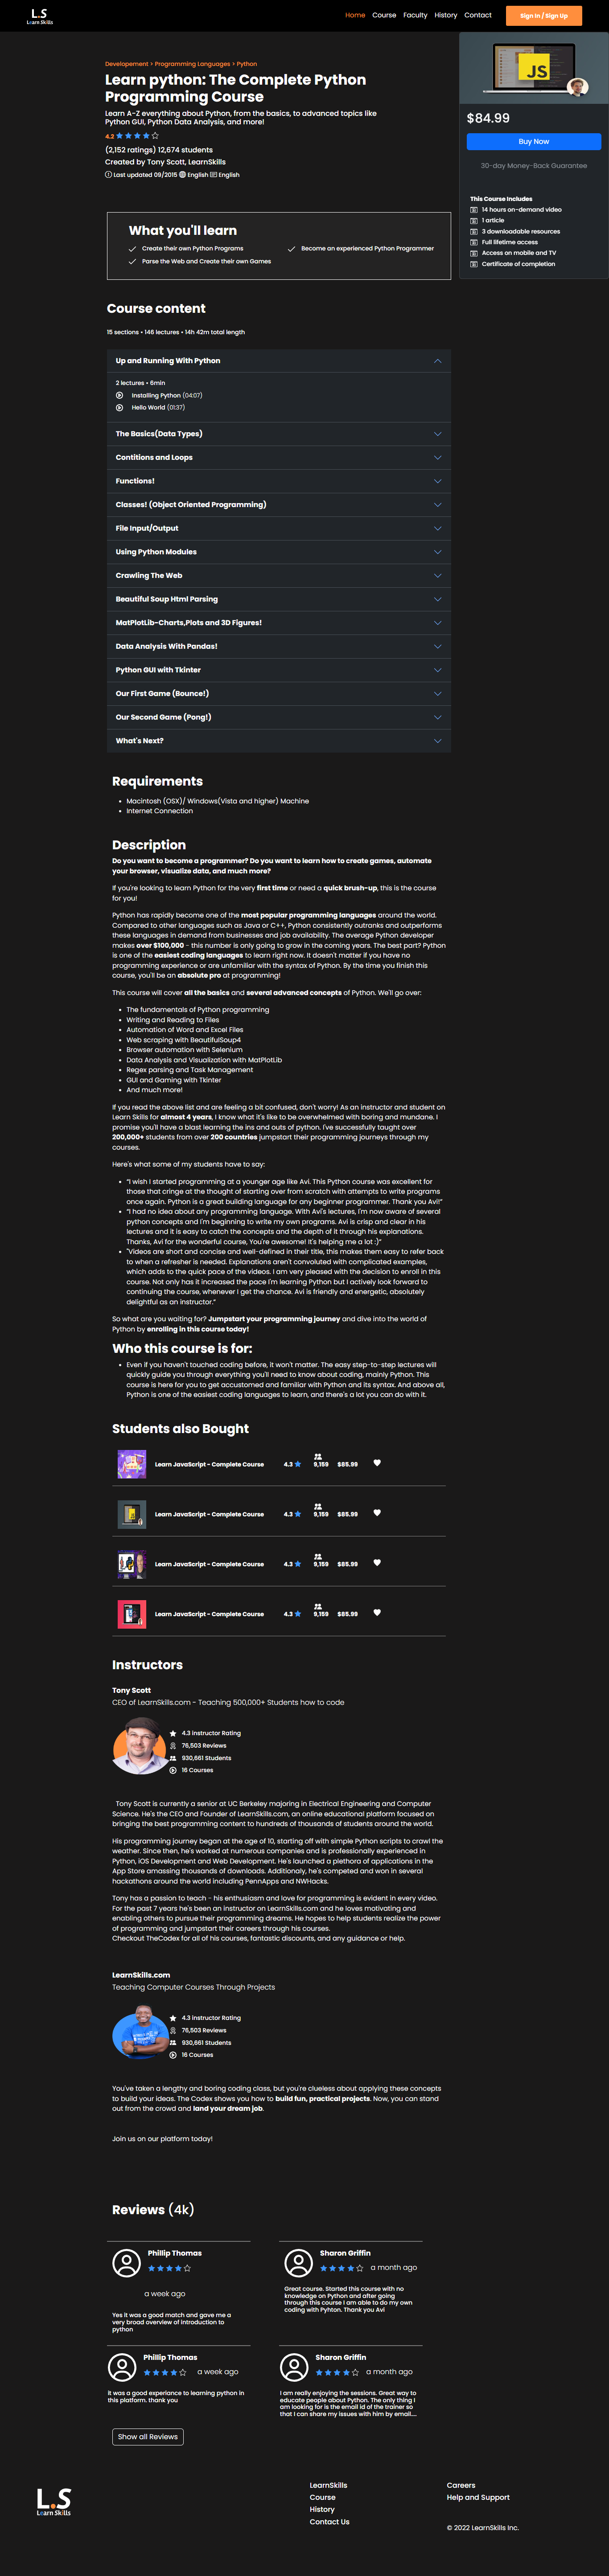 L.S
Learn Skills
Home Course Faculty History Contact Sign In / Sign Up
Developement > Programming Languages > Python
Learn python: The Complete Python
Programming Course
Learn A-Z everything about Python, from the basics, to advanced topics like
Python GUI, Python Data Analysis, and more!
4.2
(2,152 ratings) 12,674 students
Created by Tony Scott, LearnSkills
Last updated 09/2015 English English
JS
$84.99
Buy Now
30-day Money-Back Guarantee
This Course Includes
14 hours on-demand video
1 article
3 downloadable resources
Full lifetime access
Access on mobile and TV
Certificate of completion
What you'll learn
Create their own Python Programs
Become an experienced Python Programmer
Parse the Web and Create their own Games
Course content
15 sections • 146 lectures • 14h 42m total length
Up and Running With Python
2 lectures • 6min
Installing Python (04:07)
Hello World (01:37)
The Basics(Data Types)
Contitions and Loops
Functions!
Classes! (Object Oriented Programming)
File Input/Output
Using Python Modules
Crawling The Web
Beautiful Soup Html Parsing
MatPlotLib-Charts,Plots and 3D Figures!
Data Analysis With Pandas!
Python GUI with Tkinter
Our First Game (Bounce!)
Our Second Game (Pong!)
What's Next?
Requirements
• Macintosh (OSX)/ Windows(Vista and higher) Machine
• Internet Connection
Description
Do you want to become a programmer? Do you want to learn how to create games, automate
your browser, visualize data, and much more?
If you're looking to learn Python for the very first time or need a quick brush-up, this is the course
for you!
Python has rapidly become one of the most popular programming languages around the world.
Compared to other languages such as Java or C++, Python consistently outranks and outperforms
these languages in demand from businesses and job availability. The average Python developer
makes over $100,000 - this number is only going to grow in the coming years. The best part? Python
is one of the easiest coding languages to learn right now. It doesn't matter if you have no
programming experience or are unfamiliar with the syntax of Python. By the time you finish this
course, you'll be an absolute pro at programming!
This course will cover all the basics and several advanced concepts of Python. We'll go over:
• The fundamentals of Python programming
• Writing and Reading to Files
• Automation of Word and Excel Files
• Web scraping with BeautifulSoup4
• Browser automation with Selenium
• Data Analysis and Visualization with MatPlotLib
• Regex parsing and Task Management
• GUI and Gaming with Tkinter
• And much more!
If you read the above list and are feeling a bit confused, don't worry! As an instructor and student on
Learn Skills for almost 4 years, I know what it's like to be overwhelmed with boring and mundane. I
promise you'll have a blast learning the ins and outs of python. I've successfully taught over
200,000+ students from over 200 countries jumpstart their programming journeys through my
courses.
Here's what some of my students have to say:
• "I wish I started programming at a younger age like Avi. This Python course was excellent for
those that cringe at the thought of starting over from scratch with attempts to write programs
once again. Python is a great building language for any beginner programmer. Thank you Avi!"
• "I had no idea about any programming language. With Avi's lectures, I'm now aware of several
python concepts and I'm beginning to write my own programs. Avi is crisp and clear in his
lectures and it is easy to catch the concepts and the depth of it through his explanations.
Thanks, Avi for the wonderful course, You're awesome! It's helping me a lot :)"
• "Videos are short and concise and well-defined in their title, this makes them easy to refer back
to when a refresher is needed. Explanations aren't convoluted with complicated examples,
which adds to the quick pace of the videos. I am very pleased with the decision to enroll in this
course. Not only has it increased the pace I'm learning Python but I actively look forward to
continuing the course, whenever I get the chance. Avi is friendly and energetic, absolutely
delightful as an instructor."
So what are you waiting for? Jumpstart your programming journey and dive into the world of
Python by enrolling in this course today!
Who this course is for:
• Even if you haven't touched coding before, it won't matter. The easy step-to-step lectures will
quickly guide you through everything you'll need to know about coding, mainly Python. This
course is here for you to get accustomed and familiar with Python and its syntax. And above all,
Python is one of the easiest coding languages to learn, and there's a lot you can do with it.
Students also Bought
Learn JavaScript - Complete Course 4.3 9,159 $85.99
Learn JavaScript - Complete Course 4.3 9,159 $85.99
Learn JavaScript - Complete Course 4.3 9,159 $85.99
Learn JavaScript - Complete Course 4.3 9,159 $85.99
Instructors
Tony Scott
CEO of LearnSkills.com - Teaching 500,000+ Students how to code
4.3 Instructor Rating
76,503 Reviews
930,661 Students
16 Courses
Tony Scott is currently a senior at UC Berkeley majoring in Electrical Engineering and Computer
Science. He's the CEO and Founder of LearnSkills.com, an online educational platform focused on
bringing the best programming content to hundreds of thousands of students around the world.
His programming journey began at the age of 10, starting off with simple Python scripts to crawl the
weather. Since then, he's worked at numerous companies and is professionally experienced in
Python, iOS Development and Web Development. He's launched a plethora of applications in the
App Store amassing thousands of downloads. Additionaly, he's competed and won in several
hackathons around the world including PennApps and NWHacks.
Tony has a passion to teach - his enthusiasm and love for programming is evident in every video.
For the past 7 years he's been an instructor on LearnSkills.com and he loves motivating and
enabling others to pursue their programming dreams. He hopes to help students realize the power
of programming and jumpstart their careers through his courses.
Checkout TheCodex for all of his courses, fantastic discounts, and any guidance or help.
LearnSkills.com
Teaching Computer Courses Through Projects
4.3 Instructor Rating
76,503 Reviews
930,661 Students
16 Courses
You've taken a lengthy and boring coding class, but you're clueless about applying these concepts
to build your ideas. The Codex shows you how to build fun, practical projects. Now, you can stand
out from the crowd and land your dream job.
Join us on our platform today!
Reviews (4k)
Phillip Thomas
a week ago
Yes it was a good match and gave me a
very broad overview of Introduction to
python
Sharon Griffin
a month ago
Great course. Started this course with no
knowledge on Python and after going
through this course I am able to do my own
coding with Pyhton. Thank you Avi
Phillip Thomas
a week ago
it was a good experiance to learning python in
this platform. thank you
Sharon Griffin
a month ago
I am really enjoying the sessions. Great way to
educate people about Python. The only thing I
am looking for is the email id of the trainer so
that I can share my issues with him by email....
Show all Reviews
L.S
Learn Skills
LearnSkills
Course
History
Contact Us
Careers
Help and Support
© 2022 LearnSkills Inc.